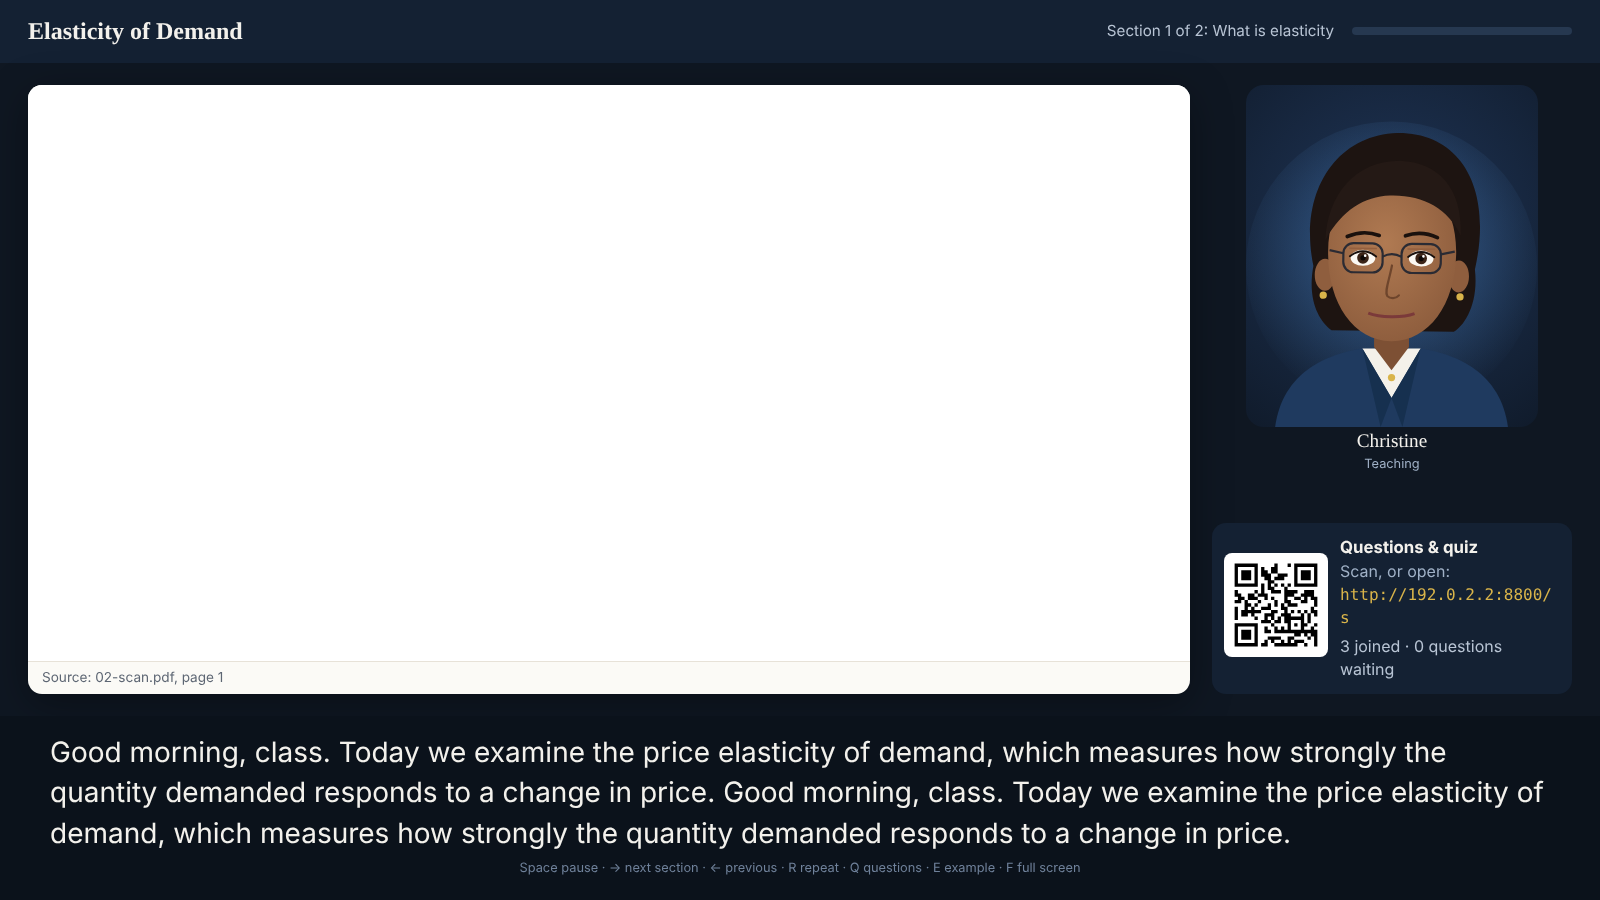 Elasticity of Demand
Section 1 of 2: What is elasticity
Christine
Teaching
Questions & quiz
Scan, or open:
http://192.0.2.2:8800/
s
3 joined · 0 questions
waiting
Source: 02-scan.pdf, page 1
Good morning, class. Today we examine the price elasticity of demand, which measures how strongly the
quantity demanded responds to a change in price. Good morning, class. Today we examine the price elasticity of
demand, which measures how strongly the quantity demanded responds to a change in price.
Space pause · → next section · ← previous · R repeat · Q questions · E example · F full screen